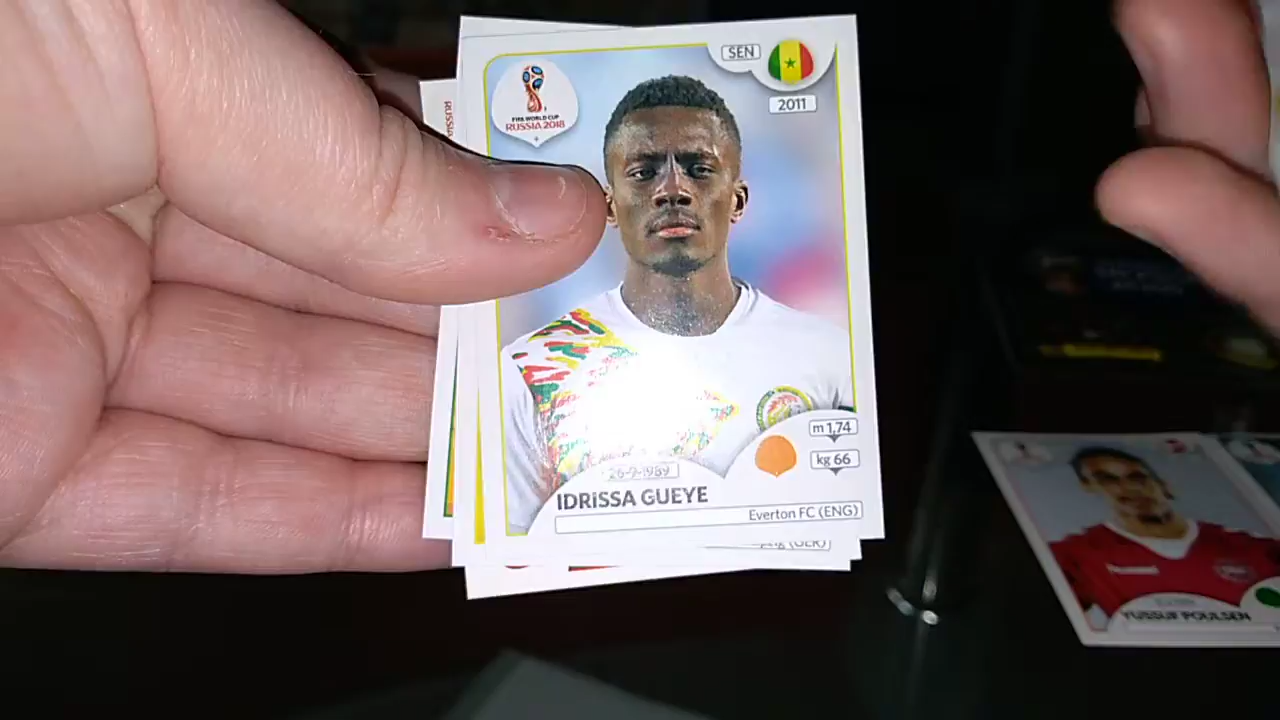 SEN
2011
FIFA WORLD CUP
RUSSIA 2018
m 1,74
kg 66
26-9-1989
IDRISSA GUEYE
Everton FC (ENG)
(GER)
YUSSUF POULSEN